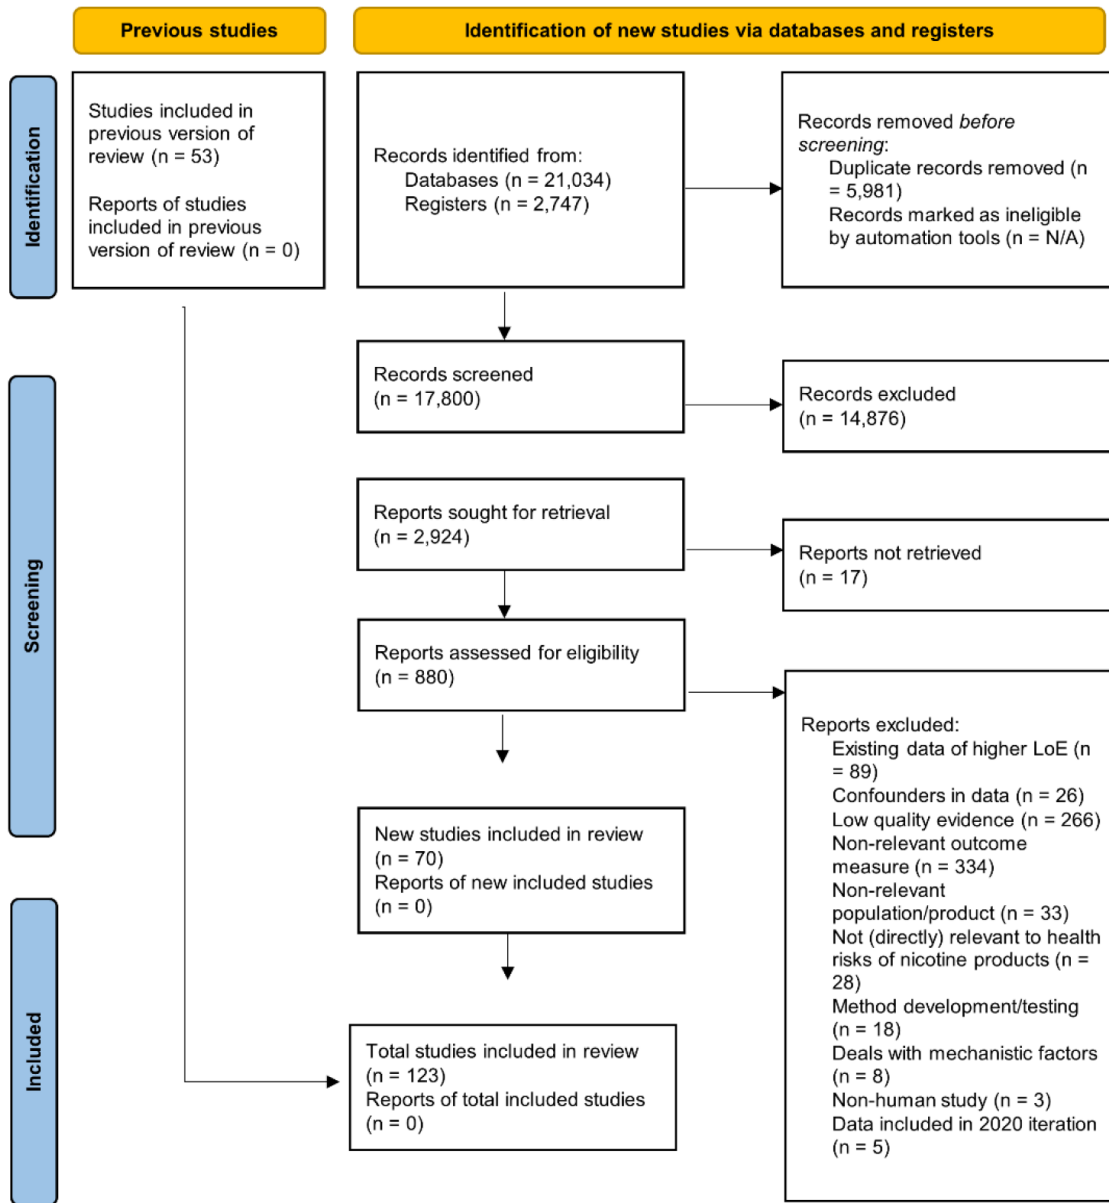 Previous studies
Identification of new studies via databases and registers
Identification
Studies included in
previous version of
review (n = 53)
Reports of studies
included in previous
version of review (n = 0)
Records identified from:
Databases (n = 21,034)
Registers (n = 2,747)
Records removed before
screening:
Duplicate records removed (n
= 5,981)
Records marked as ineligible
by automation tools (n = N/A)
Screening
Records screened
(n = 17,800)
Records excluded
(n = 14,876)
Reports sought for retrieval
(n = 2,924)
Reports not retrieved
(n = 17)
Reports assessed for eligibility
(n = 880)
Reports excluded:
Existing data of higher LoE (n
= 89)
Confounders in data (n = 26)
Low quality evidence (n = 266)
Non-relevant outcome
measure (n = 334)
Non-relevant
population/product (n = 33)
Not (directly) relevant to health
risks of nicotine products (n =
28)
Method development/testing
(n = 18)
Deals with mechanistic factors
(n = 8)
Non-human study (n = 3)
Data included in 2020 iteration
(n = 5)
New studies included in review
(n = 70)
Reports of new included studies
(n = 0)
Included
Total studies included in review
(n = 123)
Reports of total included studies
(n = 0)